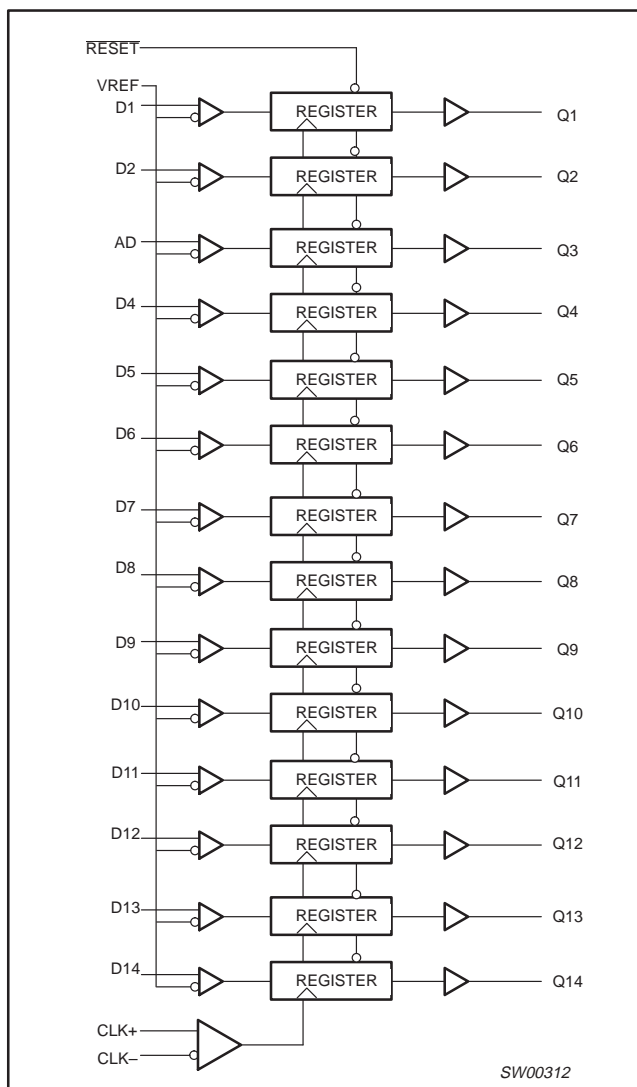 RESET
VREF
D1 REGISTER Q1
D2 REGISTER Q2
AD REGISTER Q3
D4 REGISTER Q4
D5 REGISTER Q5
D6 REGISTER Q6
D7 REGISTER Q7
D8 REGISTER Q8
D9 REGISTER Q9
D10 REGISTER Q10
D11 REGISTER Q11
D12 REGISTER Q12
D13 REGISTER Q13
D14 REGISTER Q14
CLK+
CLK–
SW00312